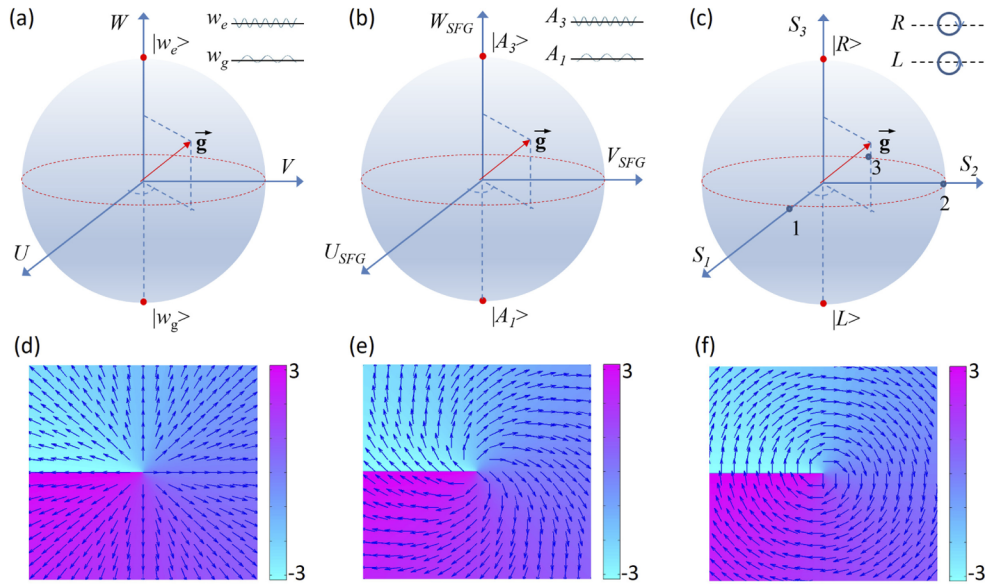 (a)
W
|w_e>
w_e
w_g
V
U
|w_g>
g
(b)
W_SFG
|A_3>
A_3
A_1
V_SFG
U_SFG
|A_1>
g
(c)
S_3
|R>
R
L
S_2
S_1
|L>
g
3
2
1
(d)
3
-3
(e)
3
-3
(f)
3
-3